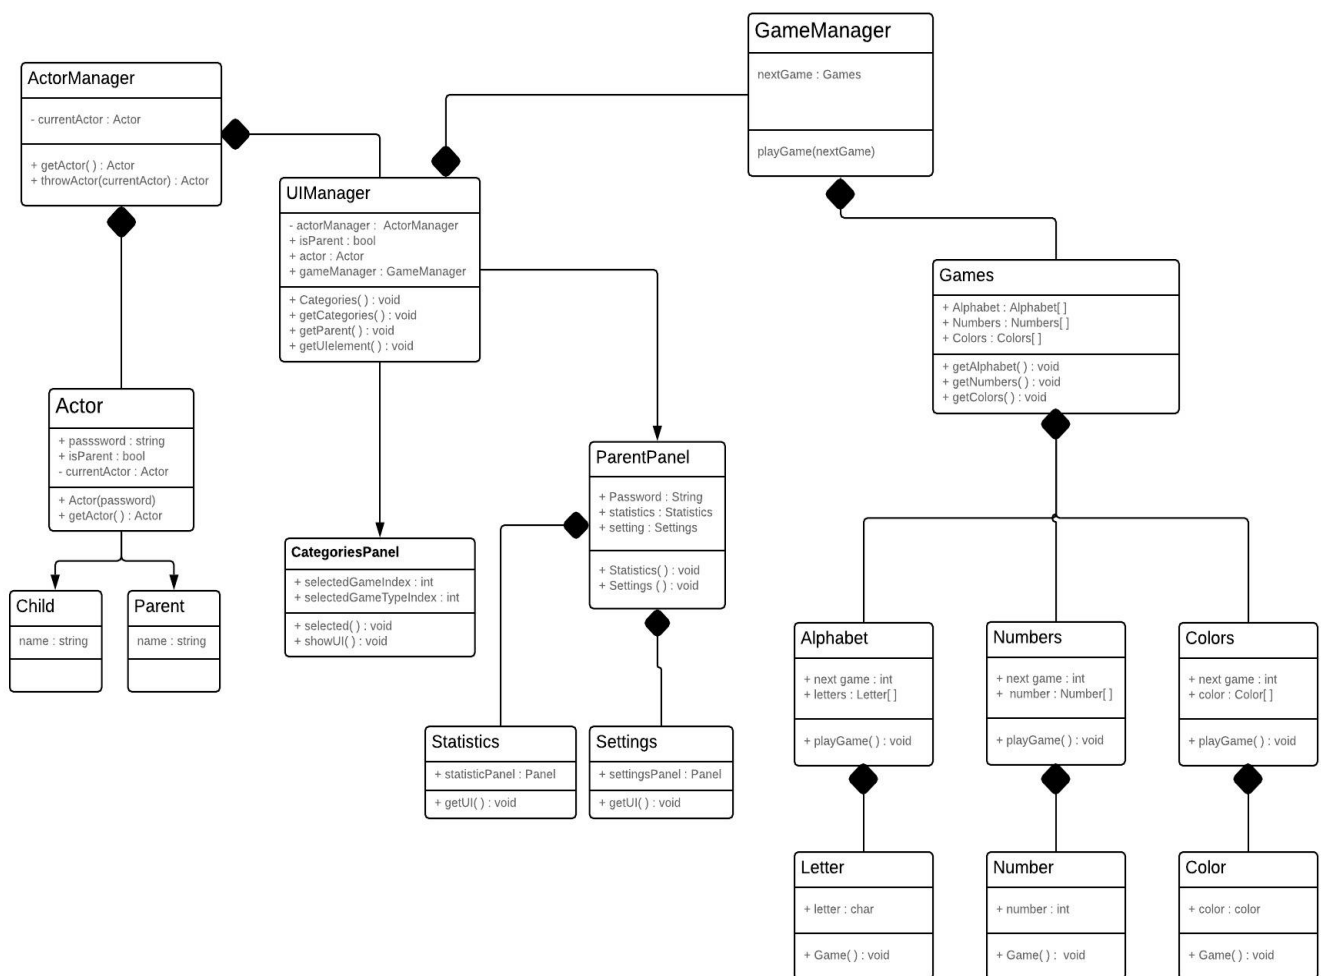 GameManager
nextGame : Games
playGame(nextGame)
ActorManager
- currentActor : Actor
+ getActor( ) : Actor
+ throwActor(currentActor) : Actor
UIManager
- actorManager : ActorManager
+ isParent : bool
+ actor : Actor
+ gameManager : GameManager
+ Categories( ) : void
+ getCategories( ) : void
+ getParent( ) : void
+ getUIelement( ) : void
Games
+ Alphabet : Alphabet[ ]
+ Numbers : Numbers[ ]
+ Colors : Colors[ ]
+ getAlphabet( ) : void
+ getNumbers( ) : void
+ getColors( ) : void
Actor
+ passsword : string
+ isParent : bool
- currentActor : Actor
+ Actor(password)
+ getActor( ) : Actor
ParentPanel
+ Password : String
+ statistics : Statistics
+ setting : Settings
+ Statistics( ) : void
+ Settings ( ) : void
CategoriesPanel
+ selectedGameIndex : int
+ selectedGameTypeIndex : int
+ selected( ) : void
+ showUI( ) : void
Child
name : string
Parent
name : string
Alphabet
+ next game : int
+ letters : Letter[ ]
+ playGame( ) : void
Numbers
+ next game : int
+ number : Number[ ]
+ playGame( ) : void
Colors
+ next game : int
+ color : Color[ ]
+ playGame( ) : void
Statistics
+ statisticPanel : Panel
+ getUI( ) : void
Settings
+ settingsPanel : Panel
+ getUI( ) : void
Letter
+ letter : char
+ Game( ) : void
Number
+ number : int
+ Game( ) : void
Color
+ color : color
+ Game( ) : void